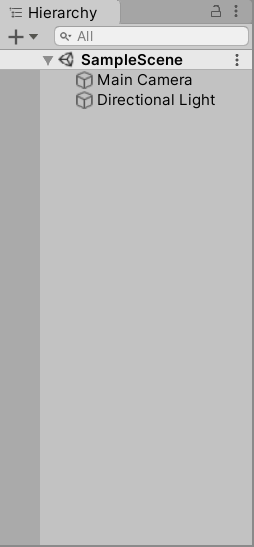 Hierarchy
All
SampleScene
Main Camera
Directional Light